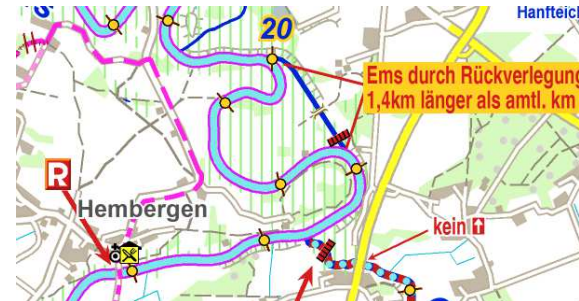 20
Hanfteich
Ems durch Rückverlegung
1,4km länger als amtl. km
R
Hembergen
kein